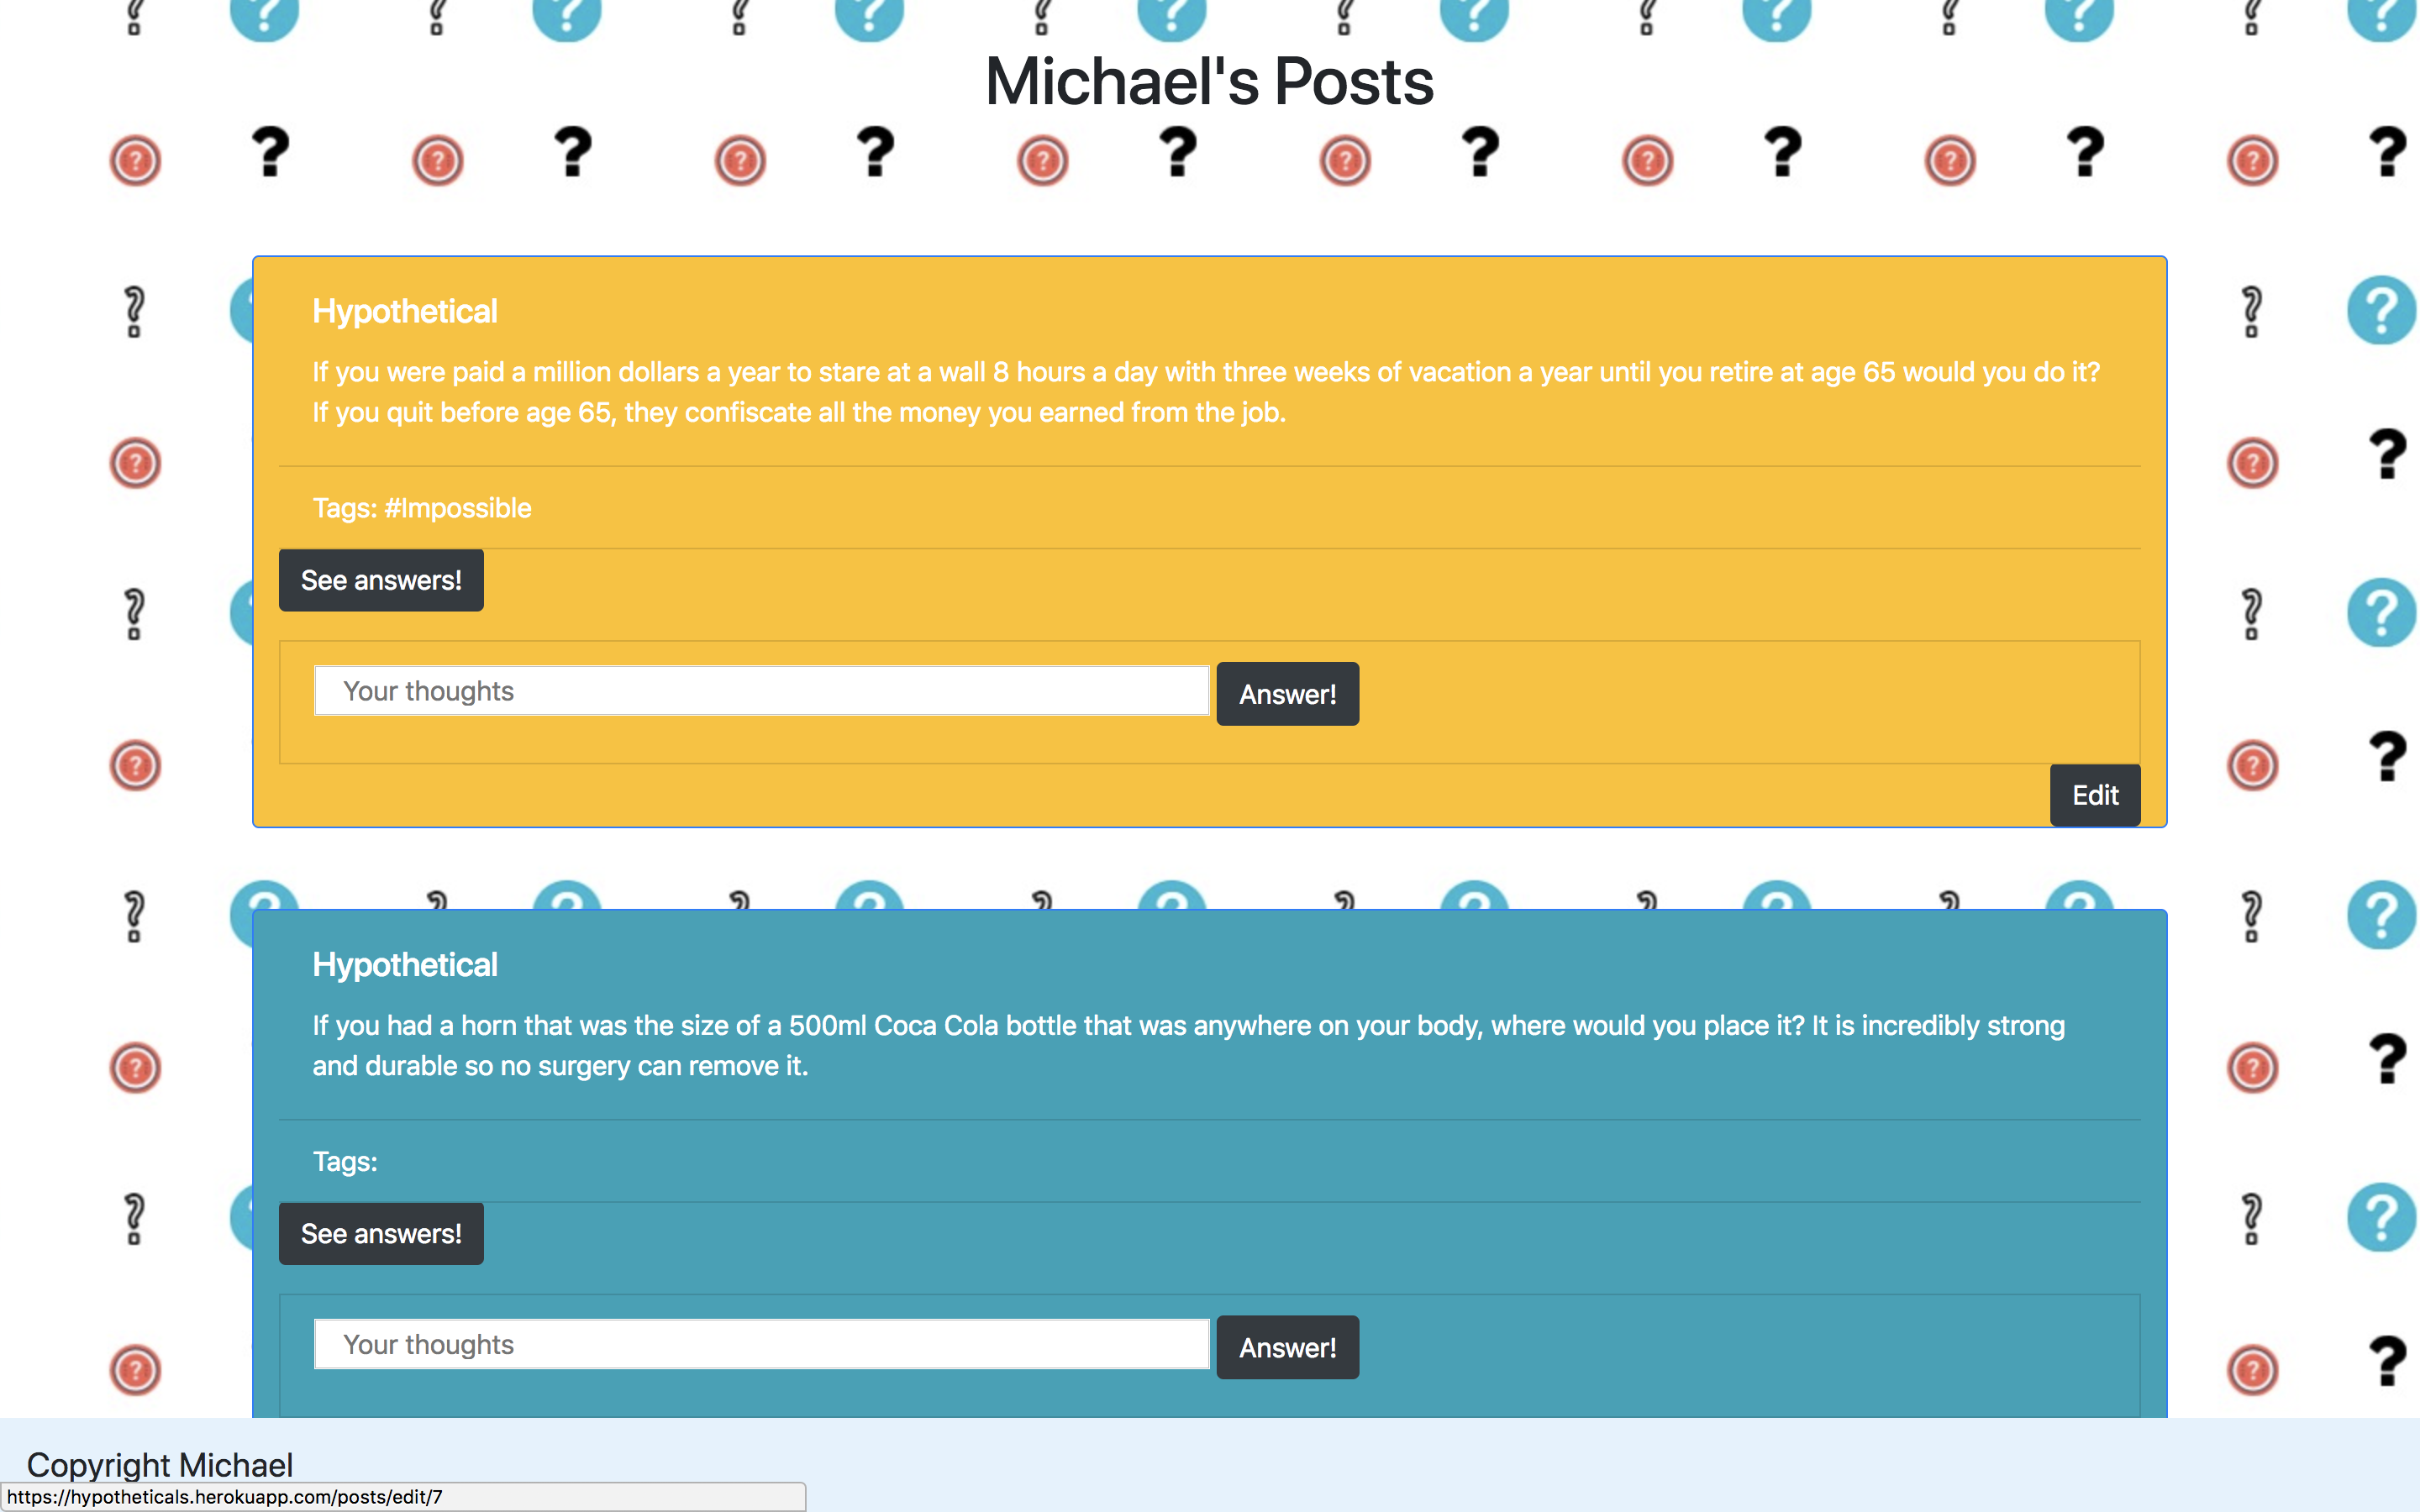 Michael's Posts
Hypothetical
If you were paid a million dollars a year to stare at a wall 8 hours a day with three weeks of vacation a year until you retire at age 65 would you do it?
If you quit before age 65, they confiscate all the money you earned from the job.
Tags: #Impossible
See answers!
Your thoughts
Answer!
Edit
Hypothetical
If you had a horn that was the size of a 500ml Coca Cola bottle that was anywhere on your body, where would you place it? It is incredibly strong
and durable so no surgery can remove it.
Tags:
See answers!
Your thoughts
Answer!
Copyright Michael
https://hypotheticals.herokuapp.com/posts/edit/7